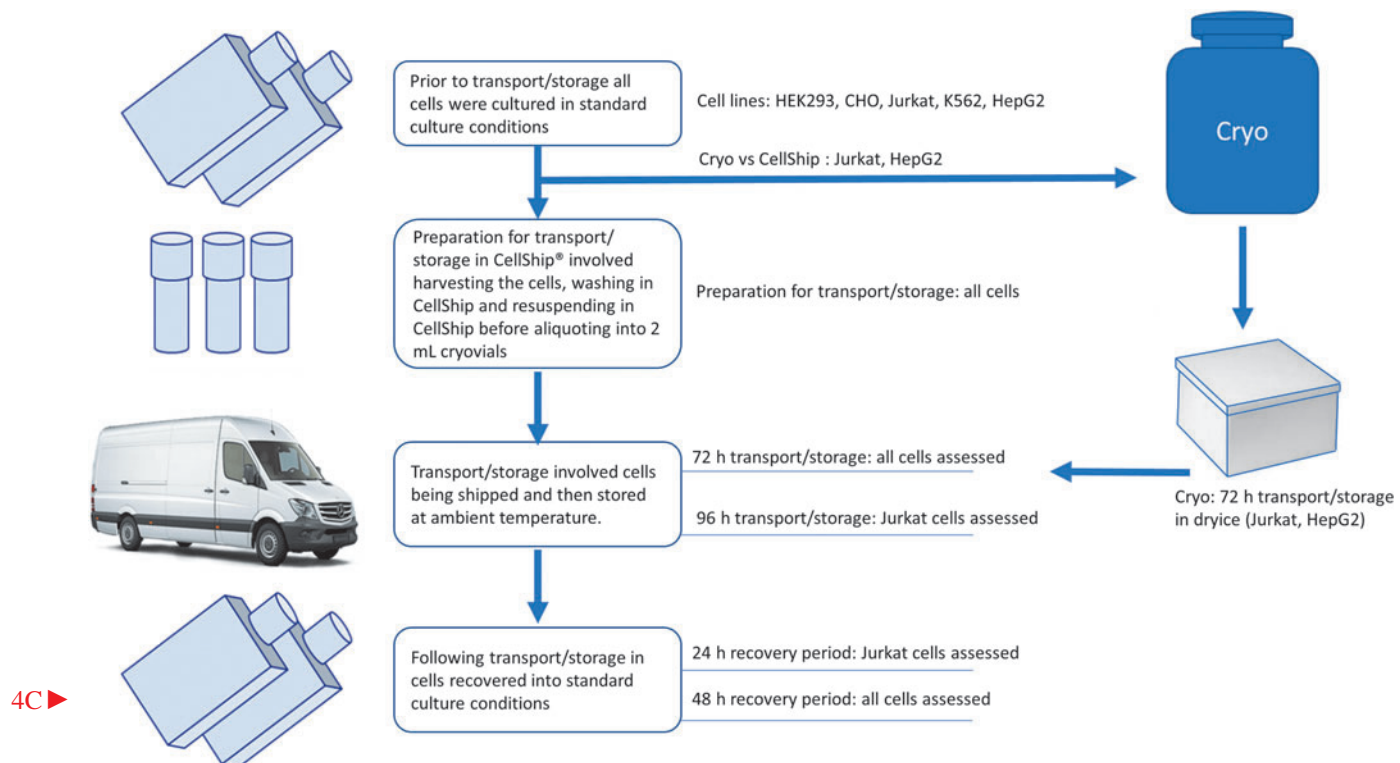 Prior to transport/storage all
cells were cultured in standard
culture conditions
Cell lines: HEK293, CHO, Jurkat, K562, HepG2
Cryo
Cryo vs CellShip : Jurkat, HepG2
Preparation for transport/
storage in CellShip® involved
harvesting the cells, washing in
CellShip and resuspending in
CellShip before aliquoting into 2
mL cryovials
Preparation for transport/storage: all cells
Transport/storage involved cells
being shipped and then stored
at ambient temperature.
72 h transport/storage: all cells assessed
96 h transport/storage: Jurkat cells assessed
Cryo: 72 h transport/storage
in dryice (Jurkat, HepG2)
Following transport/storage in
cells recovered into standard
culture conditions
24 h recovery period: Jurkat cells assessed
48 h recovery period: all cells assessed
4C ►